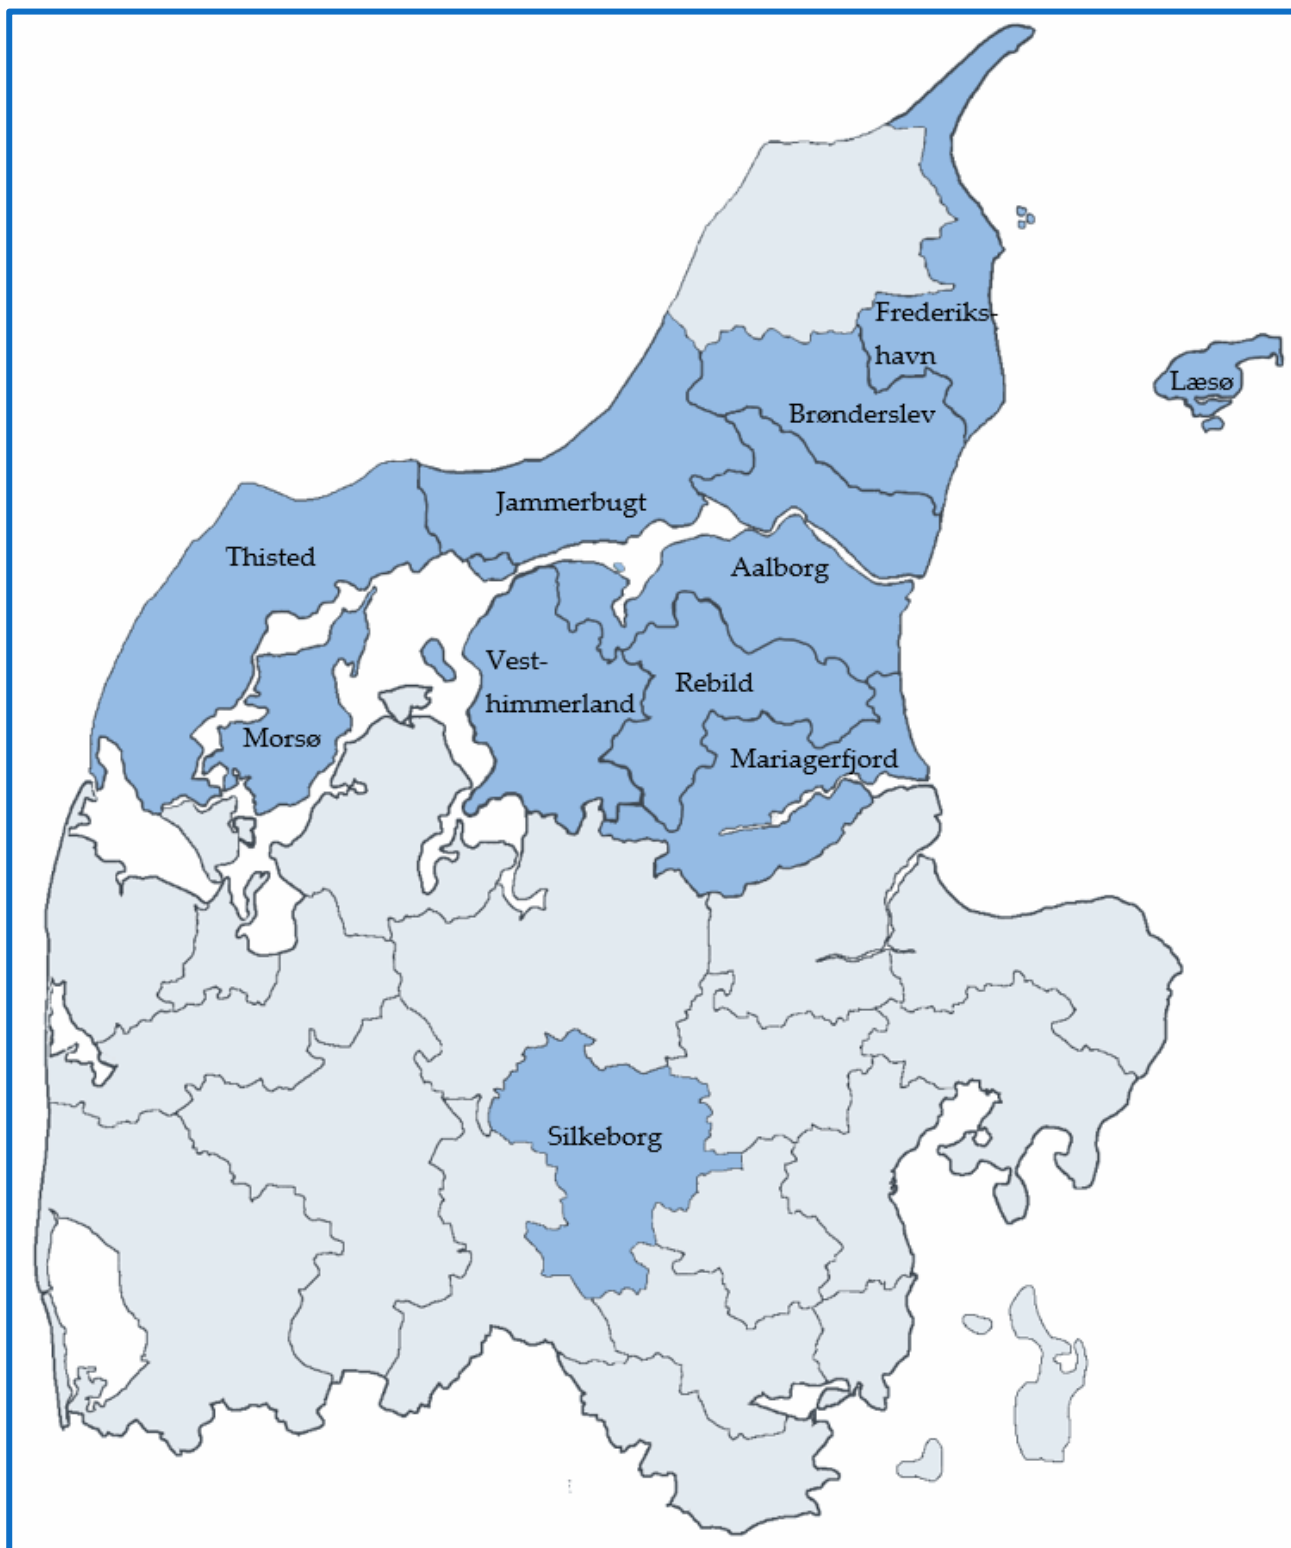 Frederiks-
havn
Læsø
Brønderslev
Jammerbugt
Thisted
Aalborg
Vest-
himmerland
Rebild
Morsø
Mariagerfjord
Silkeborg